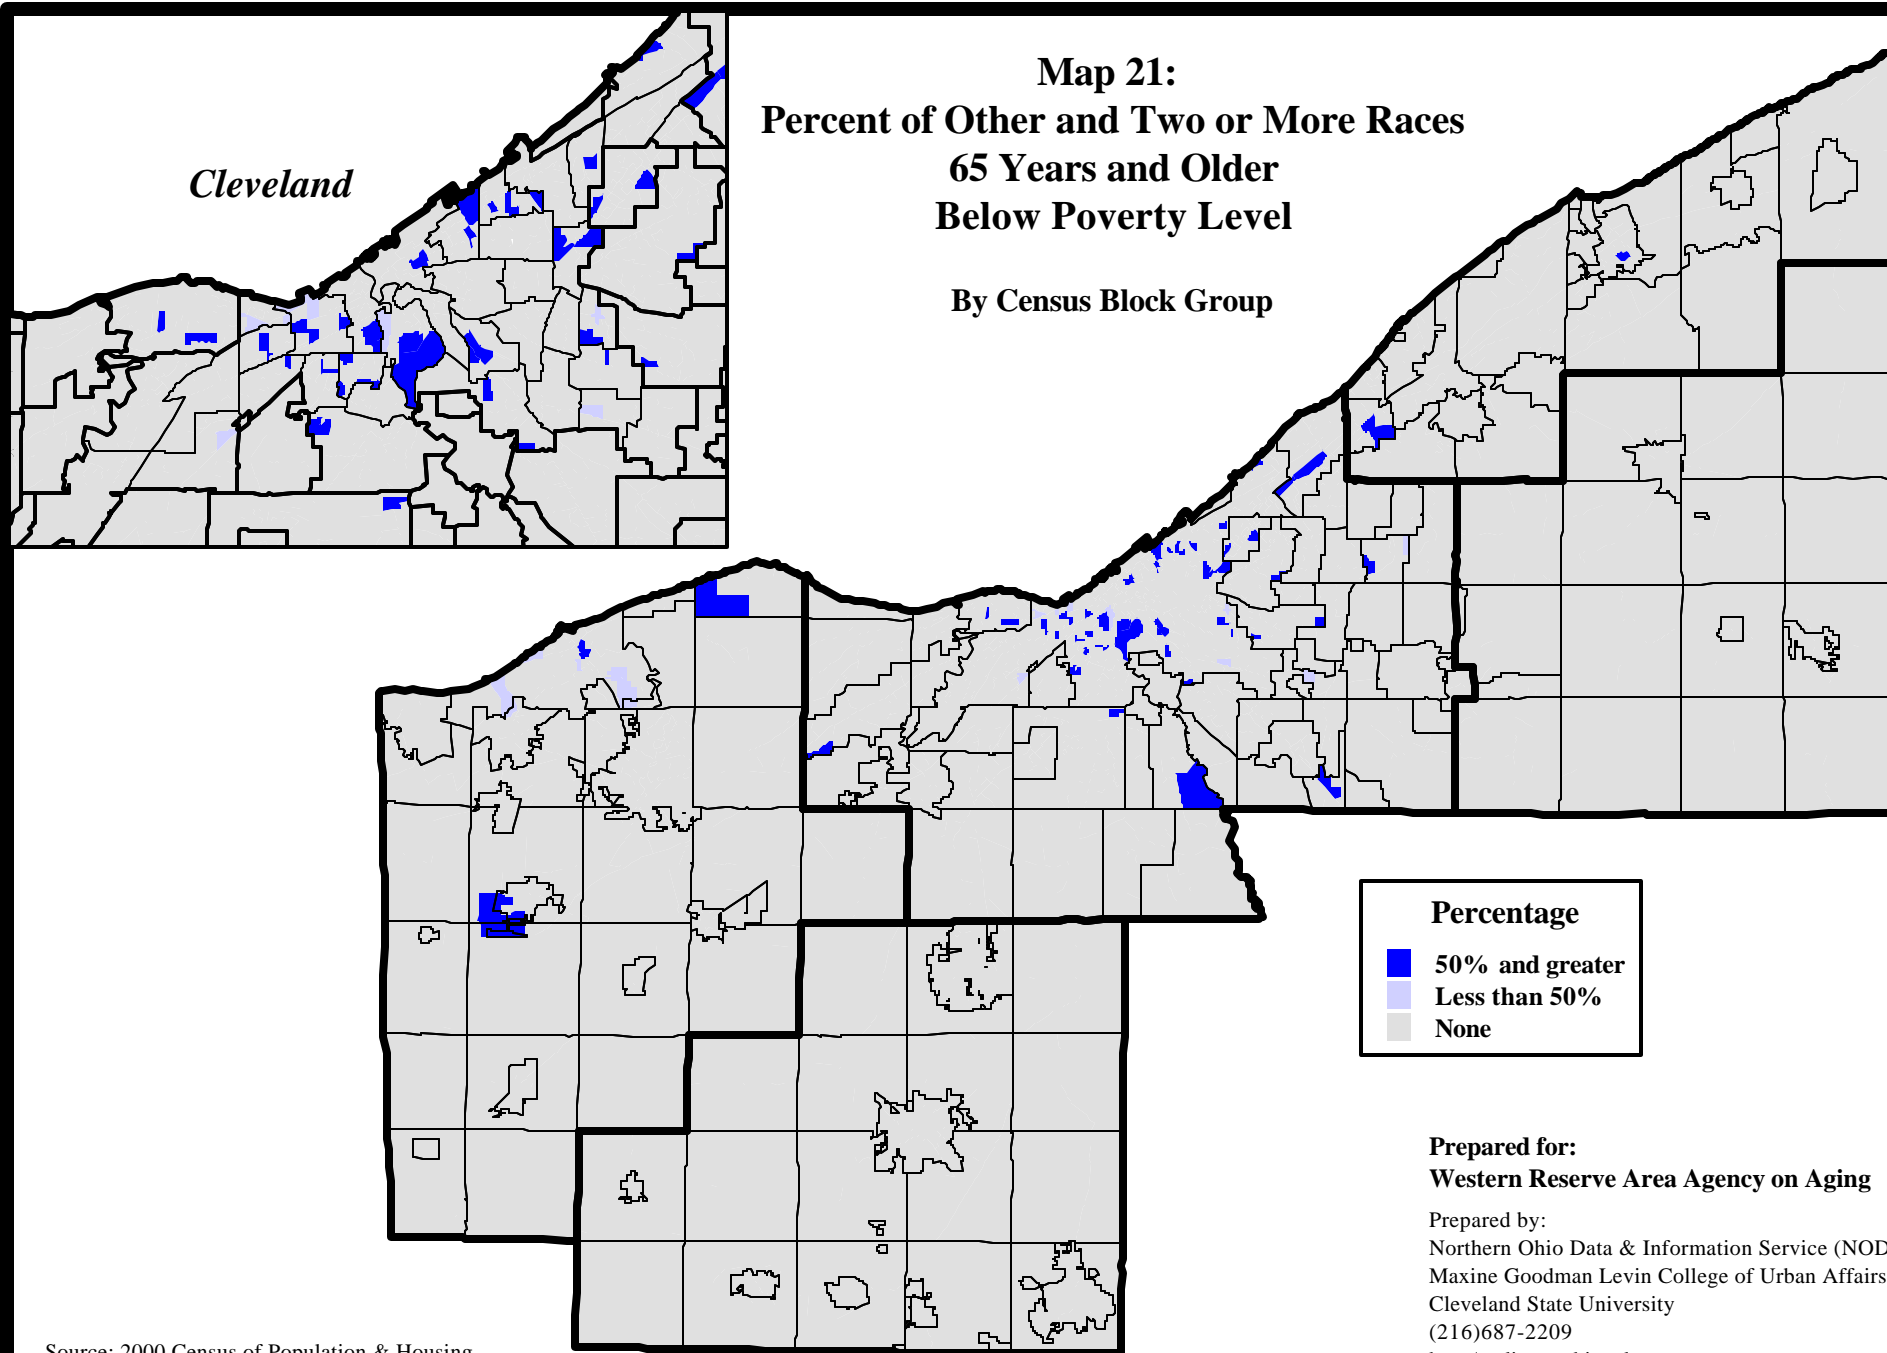 Map 21:
Percent of Other and Two or More Races
65 Years and Older
Below Poverty Level
By Census Block Group
Cleveland
Percentage
50% and greater
Less than 50%
None
Prepared for:
Western Reserve Area Agency on Aging
Prepared by:
Northern Ohio Data & Information Service (NOD
Maxine Goodman Levin College of Urban Affairs
Cleveland State University
(216)687-2209
Source: 2000 Census of Population & Housing